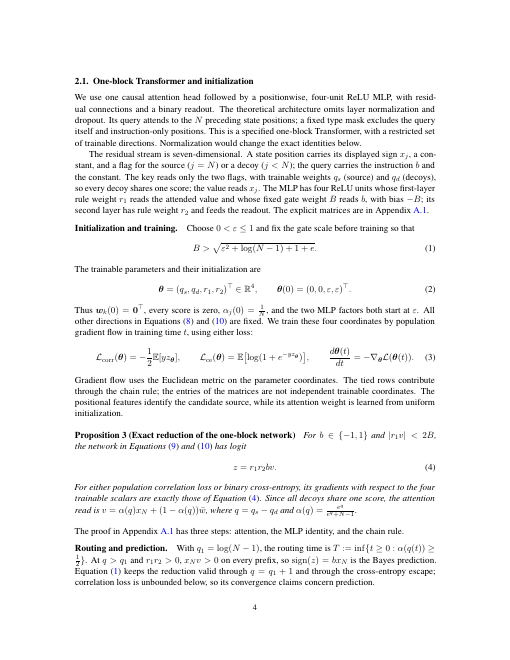 2.1. One-block Transformer and initialization
We use one causal attention head followed by a positionwise, four-unit ReLU MLP, with resid-
ual connections and a binary readout. The theoretical architecture omits layer normalization and
dropout. Its query attends to the N preceding state positions; a fixed type mask excludes the query
itself and instruction-only positions. This is a specified one-block Transformer, with a restricted set
of trainable directions. Normalization would change the exact identities below.
The residual stream is seven-dimensional. A state position carries its displayed sign x_j, a con-
stant, and a flag for the source (j = N) or a decoy (j < N); the query carries the instruction b and
the constant. The key reads only the two flags, with trainable weights q_s (source) and q_d (decoys),
so every decoy shares one score; the value reads x_j. The MLP has four ReLU units whose first-layer
rule weight r_1 reads the attended value and whose fixed gate weight B reads b, with bias −B; its
second layer has rule weight r_2 and feeds the readout. The explicit matrices are in Appendix A.1.
Initialization and training. Choose 0 < ε ≤ 1 and fix the gate scale before training so that
B > √(ε² + log(N − 1) + 1 + e). (1)
The trainable parameters and their initialization are
θ = (q_s, q_d, r_1, r_2)^⊤ ∈ ℝ⁴, θ(0) = (0, 0, ε, ε)^⊤. (2)
Thus w_k(0) = 0^⊤, every score is zero, α_j(0) = 1/N, and the two MLP factors both start at ε. All
other directions in Equations (8) and (10) are fixed. We train these four coordinates by population
gradient flow in training time t, using either loss:
ℒ_corr(θ) = −1/2 𝔼[yz_θ], ℒ_ce(θ) = 𝔼[log(1 + e^{−yz_θ})], dθ(t)/dt = −∇_θℒ(θ(t)). (3)
Gradient flow uses the Euclidean metric on the parameter coordinates. The tied rows contribute
through the chain rule; the entries of the matrices are not independent trainable coordinates. The
positional features identify the candidate source, while its attention weight is learned from uniform
initialization.
Proposition 3 (Exact reduction of the one-block network) For b ∈ {−1, 1} and |r_1v| < 2B,
the network in Equations (9) and (10) has logit
z = r_1r_2bv. (4)
For either population correlation loss or binary cross-entropy, its gradients with respect to the four
trainable scalars are exactly those of Equation (4). Since all decoys share one score, the attention
read is v = α(q)x_N + (1 − α(q))w̄, where q = q_s − q_d and α(q) = e^q/(e^q+N−1).
The proof in Appendix A.1 has three steps: attention, the MLP identity, and the chain rule.
Routing and prediction. With q_1 = log(N − 1), the routing time is T := inf{t ≥ 0 : α(q(t)) ≥
1/2}. At q > q_1 and r_1r_2 > 0, x_Nv > 0 on every prefix, so sign(z) = bx_N is the Bayes prediction.
Equation (1) keeps the reduction valid through q = q_1 + 1 and through the cross-entropy escape;
correlation loss is unbounded below, so its convergence claims concern prediction.
4